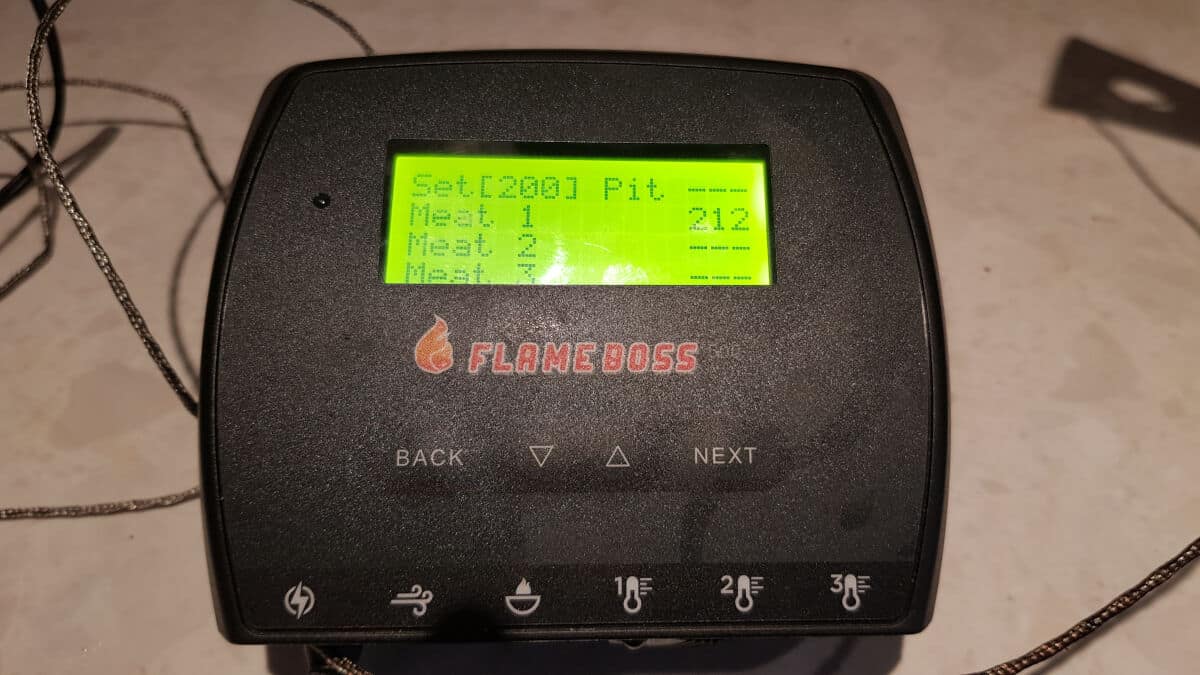 Set[200] Pit ---
Meat 1 212
Meat 2 ---
Meat 3 ---
FLAME BOSS
BACK ▽ △ NEXT
1 2 3